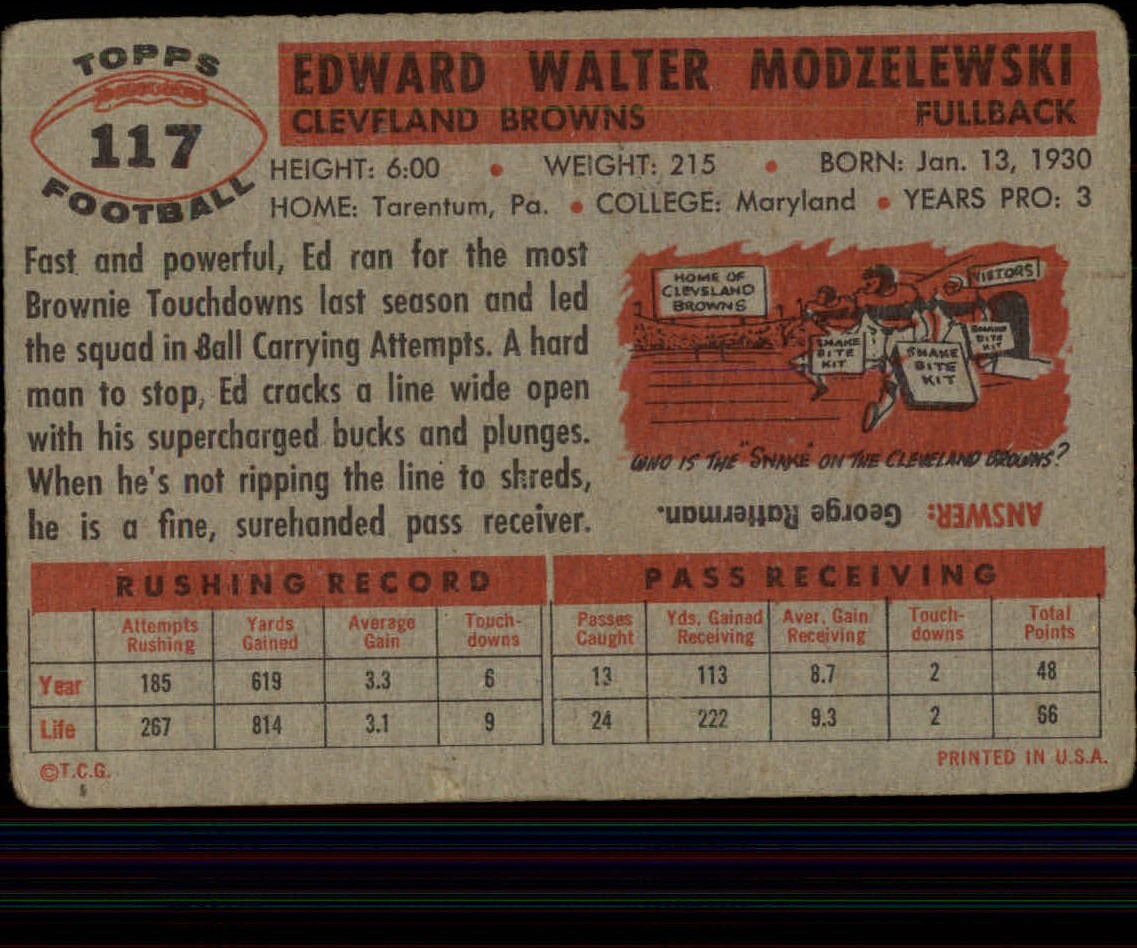 TOPPS
117
FOOTBALL
EDWARD WALTER MODZELEWSKI
CLEVELAND BROWNS FULLBACK
HEIGHT: 6:00 • WEIGHT: 215 • BORN: Jan. 13, 1930
HOME: Tarentum, Pa. • COLLEGE: Maryland • YEARS PRO: 3
Fast and powerful, Ed ran for the most
Brownie Touchdowns last season and led
the squad in Ball Carrying Attempts. A hard
man to stop, Ed cracks a line wide open
with his supercharged bucks and plunges.
When he's not ripping the line to shreds,
he is a fine, surehanded pass receiver.
HOME OF
CLEVSLAND
BROWNS
VISITORS
SNAKE
BITE
KIT
SNAKE
BITE
KIT
SNAKE
BITE
KIT
WHO IS THE "SNAKE" ON THE CLEVELAND BROWNS?
ANSWER: George Ratterman.
RUSHING RECORD PASS RECEIVING
Attempts Rushing Yards Gained Average Gain Touch-downs Passes Caught Yds. Gained Receiving Aver. Gain Receiving Touch-downs Total Points
Year 185 619 3.3 6 13 113 8.7 2 48
Life 267 814 3.1 9 24 222 9.3 2 66
©T.C.G. PRINTED IN U.S.A.